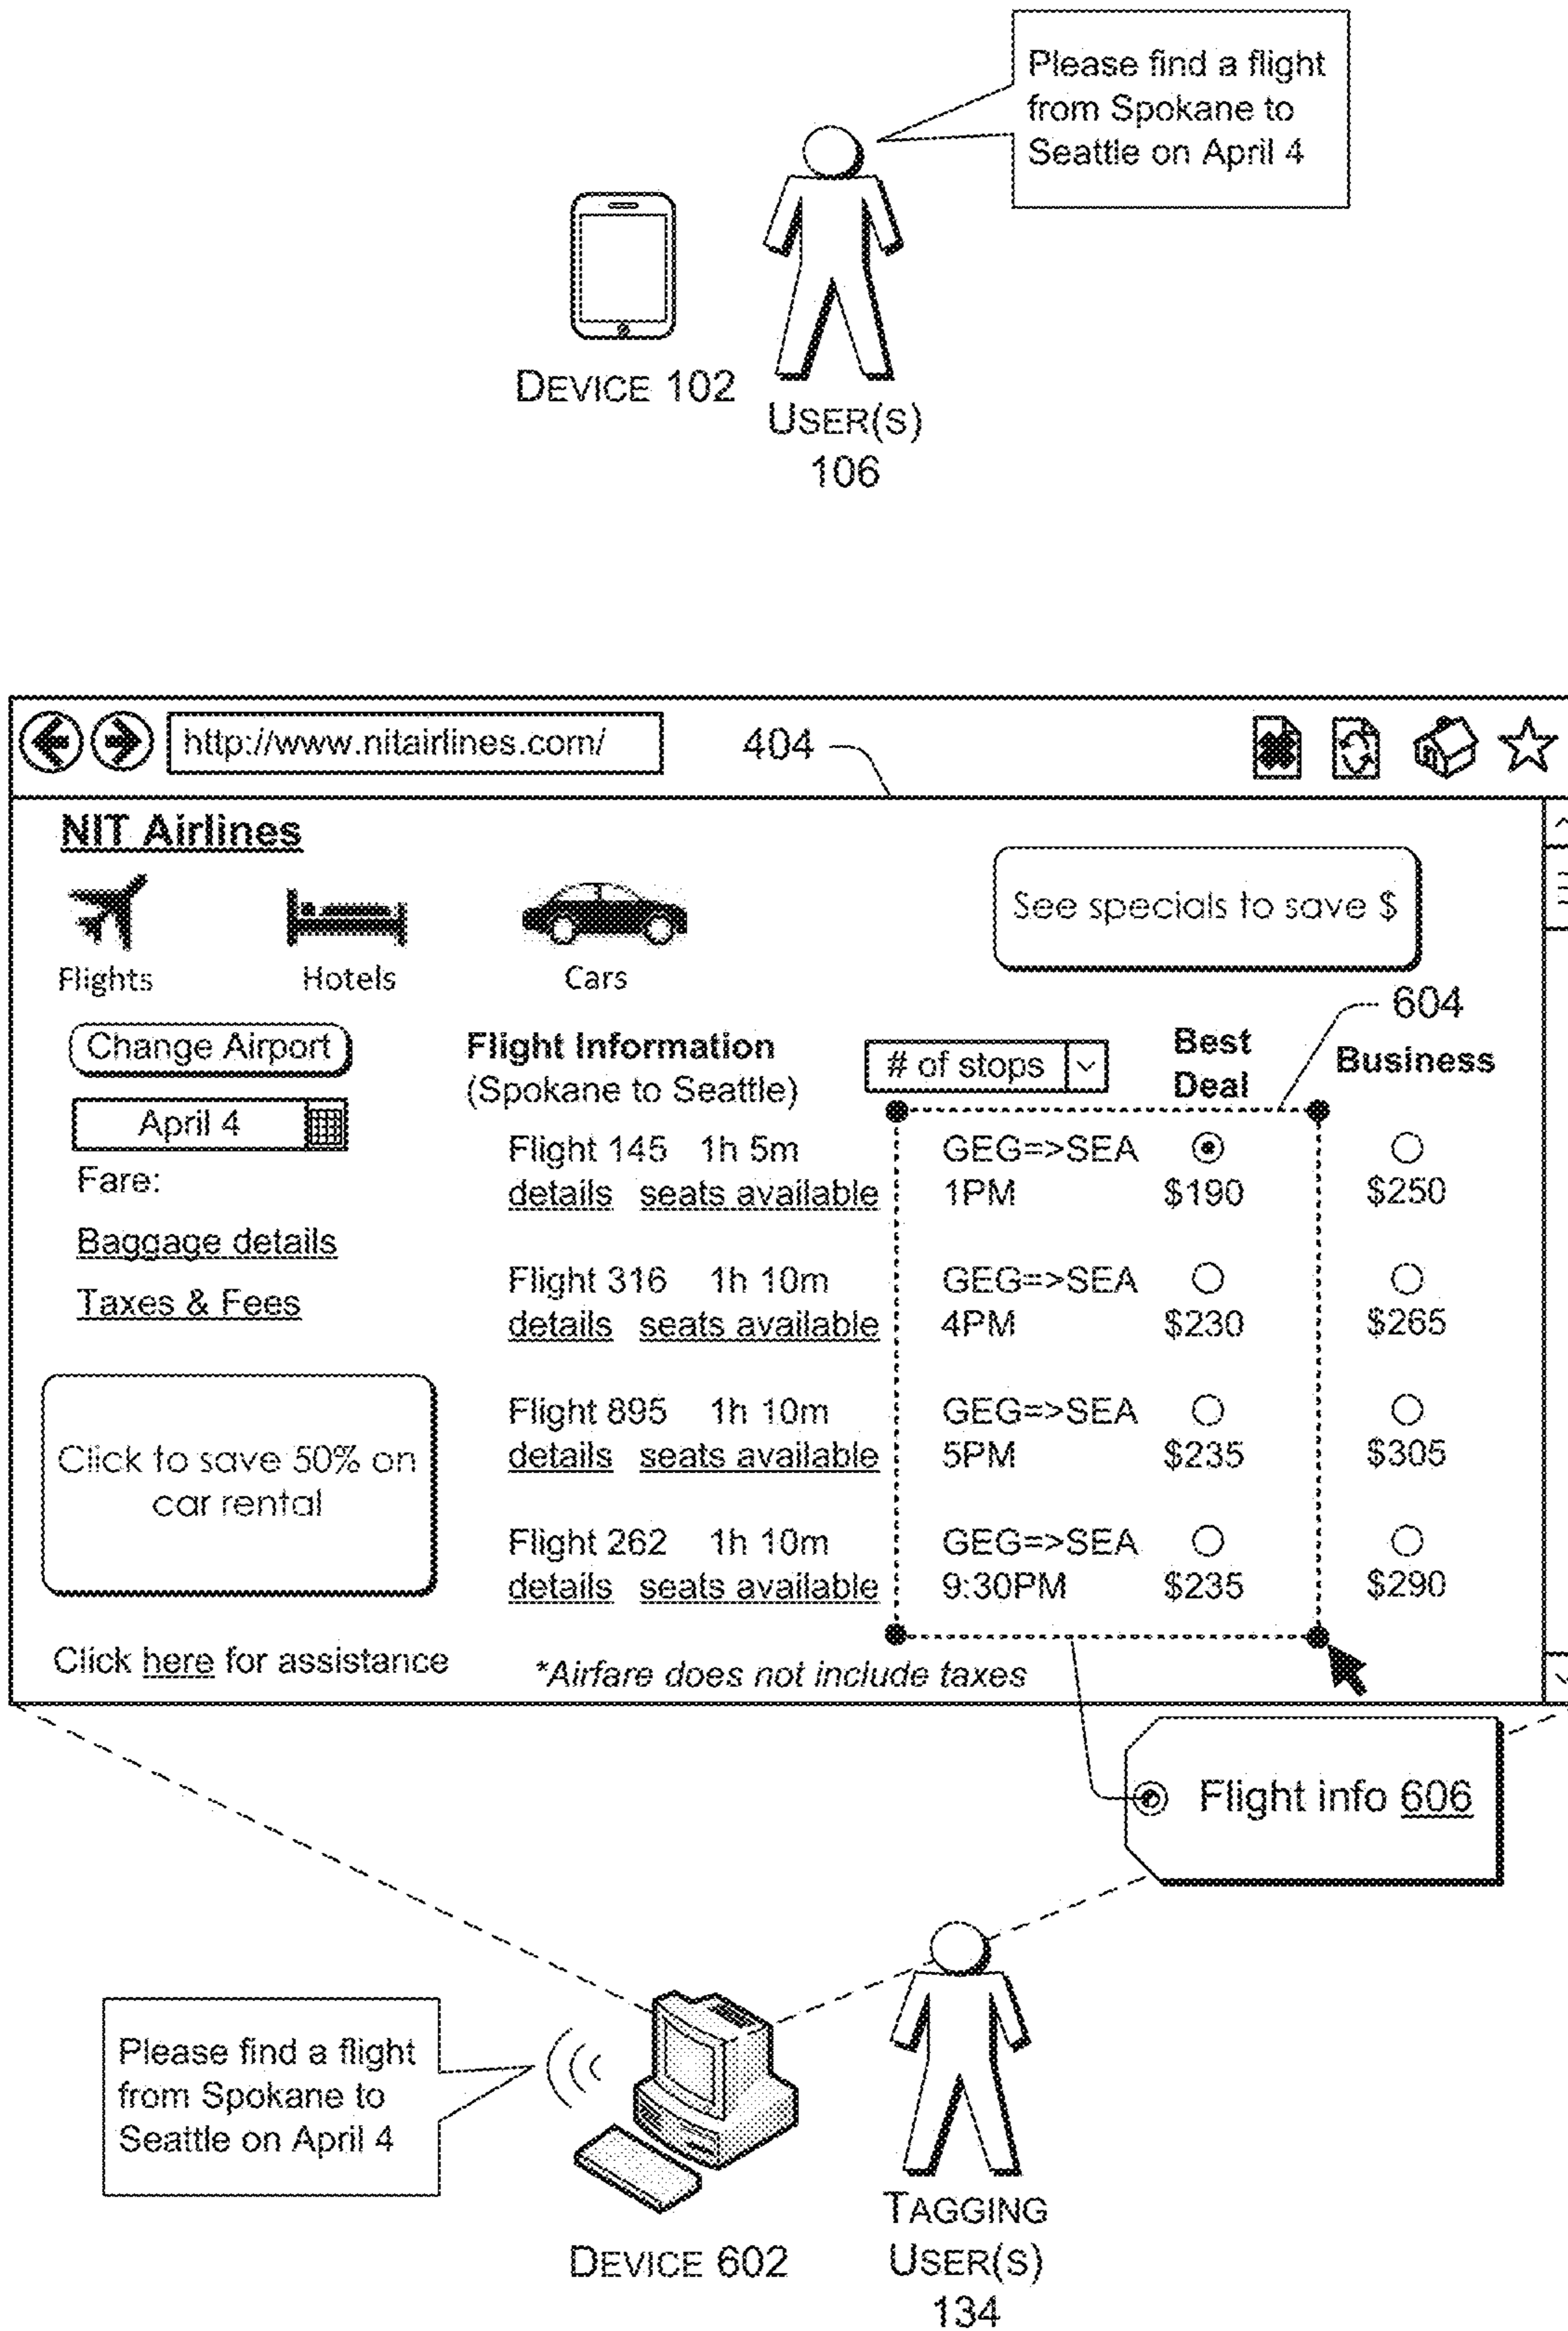 Please find a flight
from Spokane to
Seattle on April 4
DEVICE 102
USER(S)
106
http://www.nitairlines.com/
404
NIT Airlines
See specials to save $
Flights
Hotels
Cars
604
Change Airport
Flight Information
(Spokane to Seattle)
# of stops
Best
Deal
Business
April 4
Fare:
Baggage details
Taxes & Fees
Flight 145 1h 5m GEG=>SEA
details seats available 1PM $190 $250
Flight 316 1h 10m GEG=>SEA
details seats available 4PM $230 $265
Flight 895 1h 10m GEG=>SEA
details seats available 5PM $235 $305
Flight 262 1h 10m GEG=>SEA
details seats available 9:30PM $235 $290
Click to save 50% on
car rental
Click here for assistance
*Airfare does not include taxes
Flight info 606
Please find a flight
from Spokane to
Seattle on April 4
DEVICE 602
TAGGING
USER(S)
134